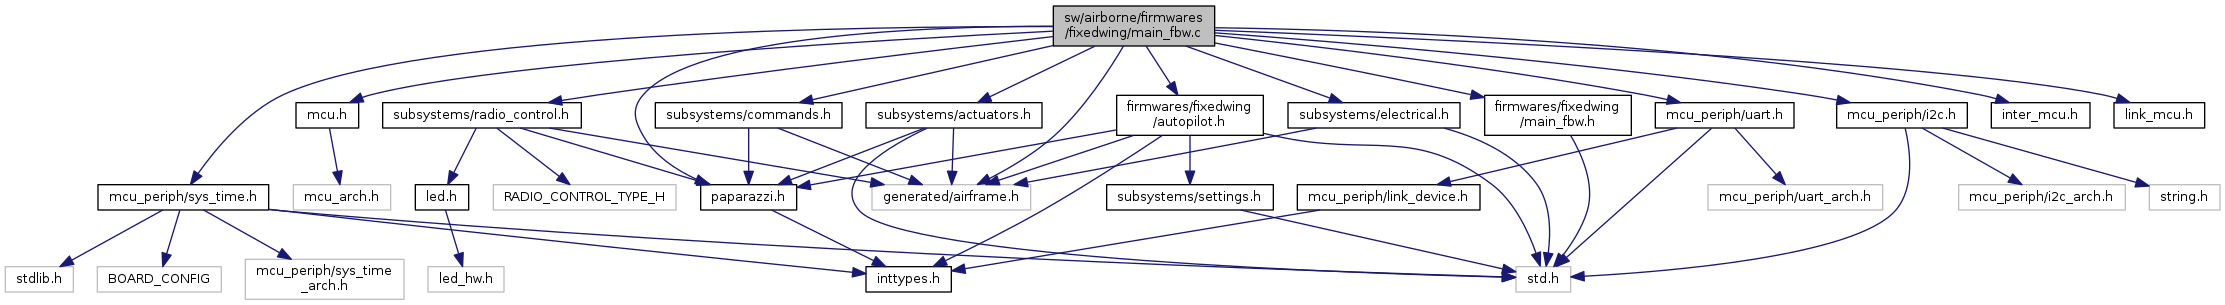 sw/airborne/firmwares
/fixedwing/main_fbw.c
mcu.h
subsystems/radio_control.h
subsystems/commands.h
subsystems/actuators.h
firmwares/fixedwing
/autopilot.h
subsystems/electrical.h
firmwares/fixedwing
/main_fbw.h
mcu_periph/uart.h
mcu_periph/i2c.h
inter_mcu.h
link_mcu.h
mcu_periph/sys_time.h
mcu_arch.h
led.h
RADIO_CONTROL_TYPE_H
paparazzi.h
generated/airframe.h
subsystems/settings.h
mcu_periph/link_device.h
mcu_periph/uart_arch.h
mcu_periph/i2c_arch.h
string.h
stdlib.h
BOARD_CONFIG
mcu_periph/sys_time
_arch.h
led_hw.h
inttypes.h
std.h